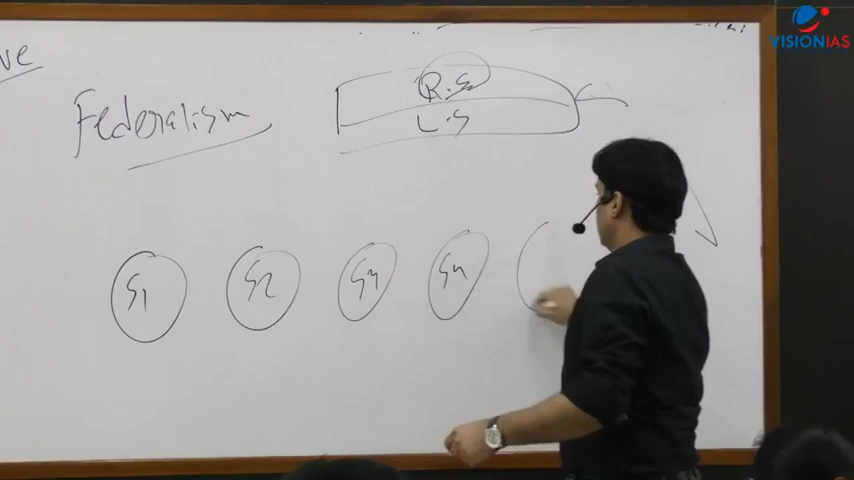 VISIONIAS
ve
Federalism
R.S
L.S
S1 S2 S3 S4